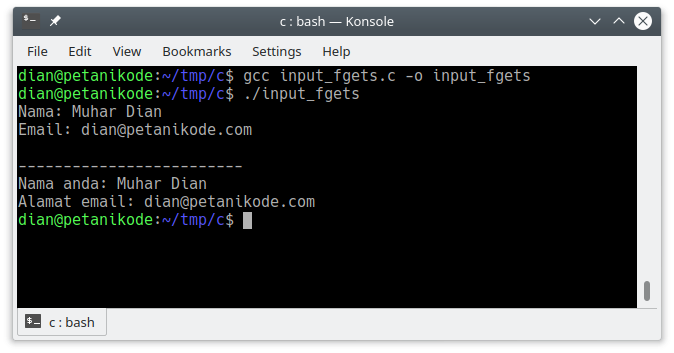 c : bash — Konsole
File Edit View Bookmarks Settings Help
dian@petanikode:~/tmp/c$ gcc input_fgets.c -o input_fgets
dian@petanikode:~/tmp/c$ ./input_fgets
Nama: Muhar Dian
Email: dian@petanikode.com
-------------------------
Nama anda: Muhar Dian
Alamat email: dian@petanikode.com
dian@petanikode:~/tmp/c$
c : bash